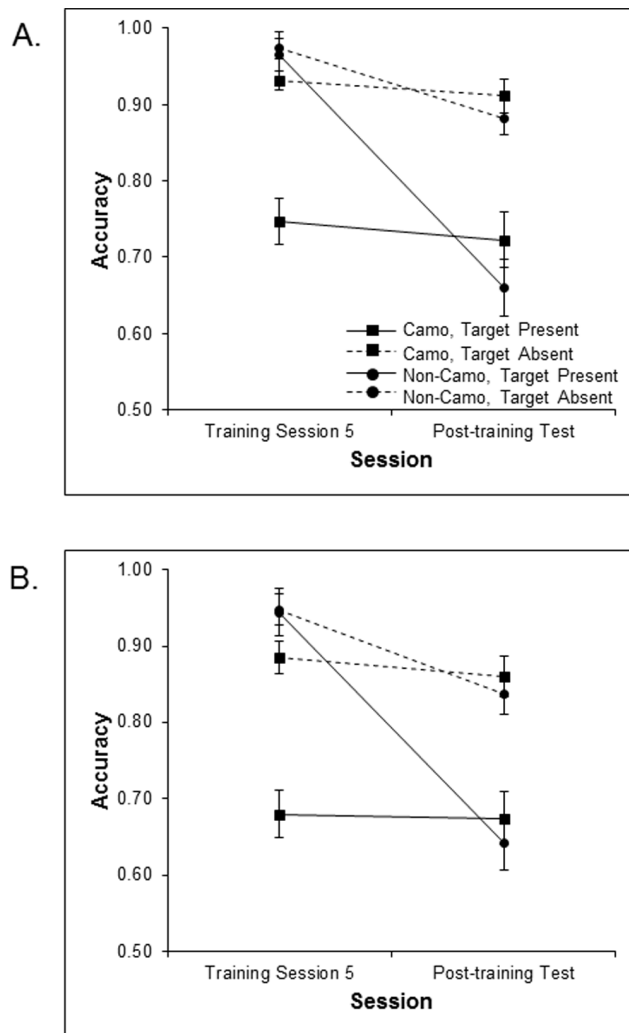 A.
1.00
0.90
0.80
0.70
0.60
0.50
Accuracy
Camo, Target Present
Camo, Target Absent
Non-Camo, Target Present
Non-Camo, Target Absent
Training Session 5 Post-training Test
Session
B.
1.00
0.90
0.80
0.70
0.60
0.50
Accuracy
Training Session 5 Post-training Test
Session